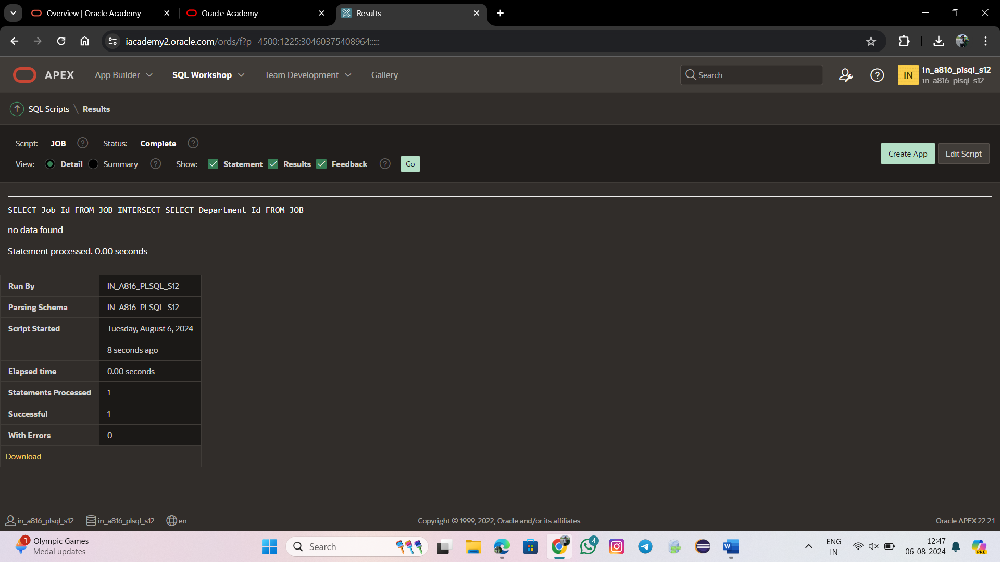 Overview | Oracle Academy
Oracle Academy
Results
iacademy2.oracle.com/ords/f?p=4500:1225:30460375408964:::::
APEX
App Builder
SQL Workshop
Team Development
Gallery
Search
IN
in_a816_plsql_s12
in_a816_plsql_s12
SQL Scripts \ Results
Script: JOB ? Status: Complete ?
View: Detail Summary ? Show: Statement Results Feedback ? Go
Create App
Edit Script
SELECT Job_Id FROM JOB INTERSECT SELECT Department_Id FROM JOB
no data found
Statement processed. 0.00 seconds
Run By IN_A816_PLSQL_S12
Parsing Schema IN_A816_PLSQL_S12
Script Started Tuesday, August 6, 2024
8 seconds ago
Elapsed time 0.00 seconds
Statements Processed 1
Successful 1
With Errors 0
Download
in_a816_plsql_s12 in_a816_plsql_s12 en
Copyright © 1999, 2022, Oracle and/or its affiliates.
Oracle APEX 22.2.1
1
Olympic Games
Medal updates
Search
4
W
ENG
IN
12:47
06-08-2024
PRE